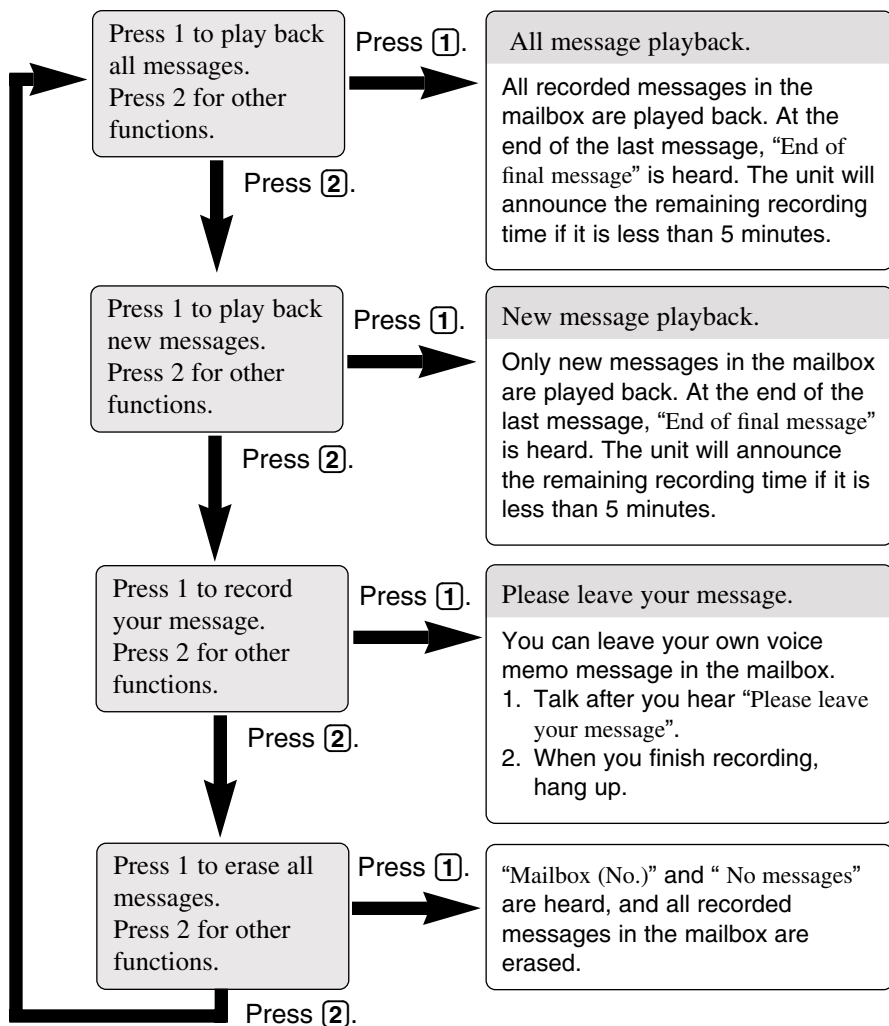 Press 1 to play back
all messages.
Press 2 for other
functions.
Press 1.
All message playback.
All recorded messages in the
mailbox are played back. At the
end of the last message, “End of
final message” is heard. The unit will
announce the remaining recording
time if it is less than 5 minutes.
Press 2.
Press 1 to play back
new messages.
Press 2 for other
functions.
Press 1.
New message playback.
Only new messages in the mailbox
are played back. At the end of the
last message, “End of final message”
is heard. The unit will announce
the remaining recording time if it is
less than 5 minutes.
Press 2.
Press 1 to record
your message.
Press 2 for other
functions.
Press 1.
Please leave your message.
You can leave your own voice
memo message in the mailbox.
1. Talk after you hear “Please leave
your message”.
2. When you finish recording,
hang up.
Press 2.
Press 1 to erase all
messages.
Press 2 for other
functions.
Press 1.
“Mailbox (No.)” and “ No messages”
are heard, and all recorded
messages in the mailbox are
erased.
Press 2.